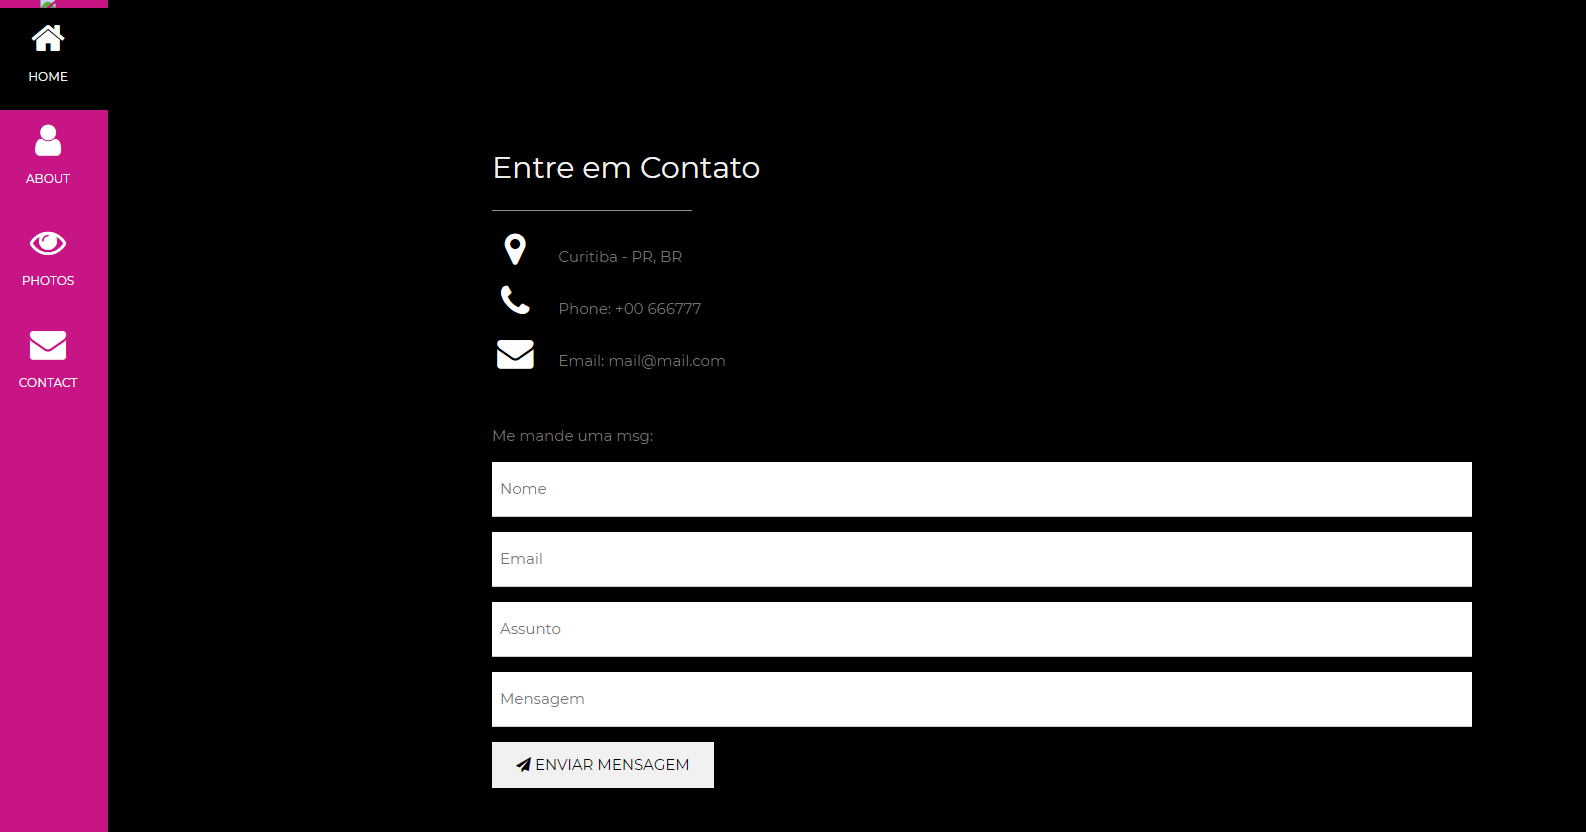 HOME
ABOUT
PHOTOS
CONTACT
Entre em Contato
Curitiba - PR, BR
Phone: +00 666777
Email: mail@mail.com
Me mande uma msg:
Nome
Email
Assunto
Mensagem
ENVIAR MENSAGEM